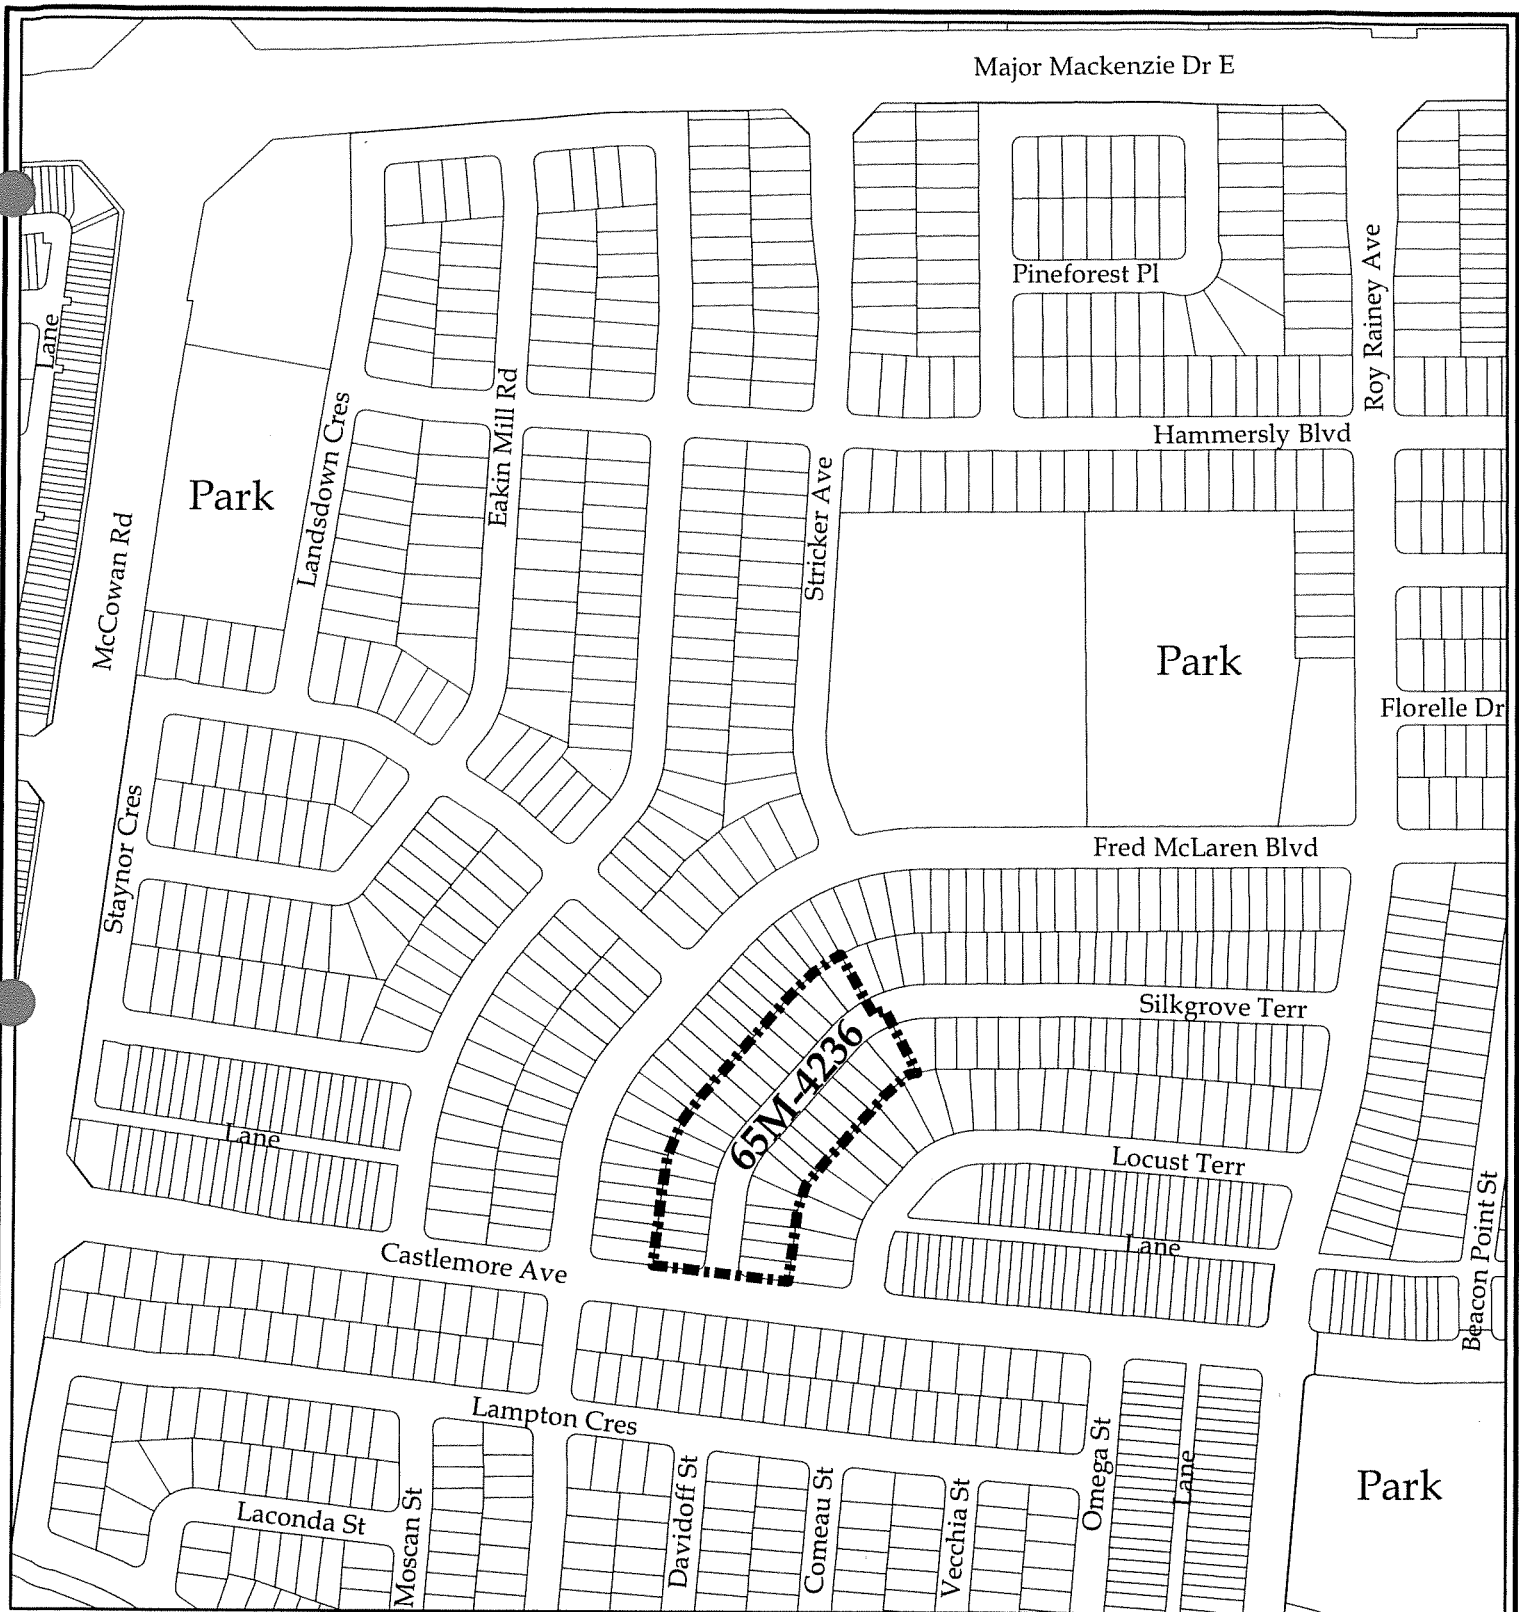 Major Mackenzie Dr E
Pineforest Pl
Roy Rainey Ave
Lane
Landsdown Cres
Eakin Mill Rd
Hammersly Blvd
Park
Stricker Ave
McCowan Rd
Park
Florelle Dr
Staynor Cres
Fred McLaren Blvd
Silkgrove Terr
65M-4236
Lane
Locust Terr
Lane
Beacon Point St
Castlemore Ave
Lampton Cres
Omega St
Lane
Park
Laconda St
Moscan St
Davidoff St
Comeau St
Vecchia St